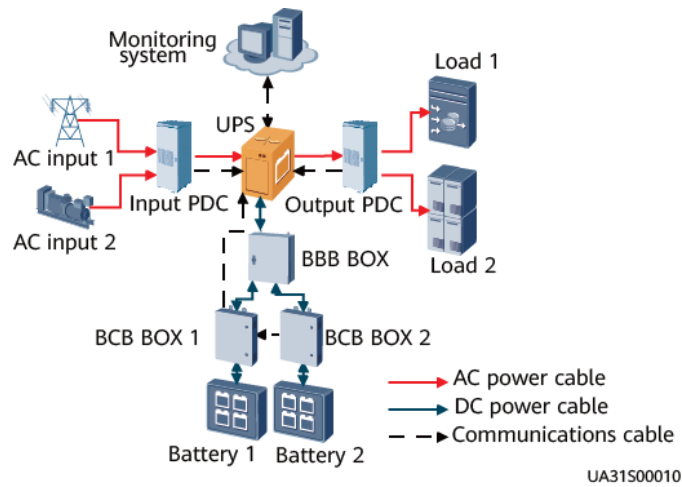 Monitoring
system
Load 1
UPS
AC input 1
Input PDC
Output PDC
AC input 2
Load 2
BBB BOX
BCB BOX 1
BCB BOX 2
AC power cable
DC power cable
Communications cable
Battery 1
Battery 2
UA31S00010